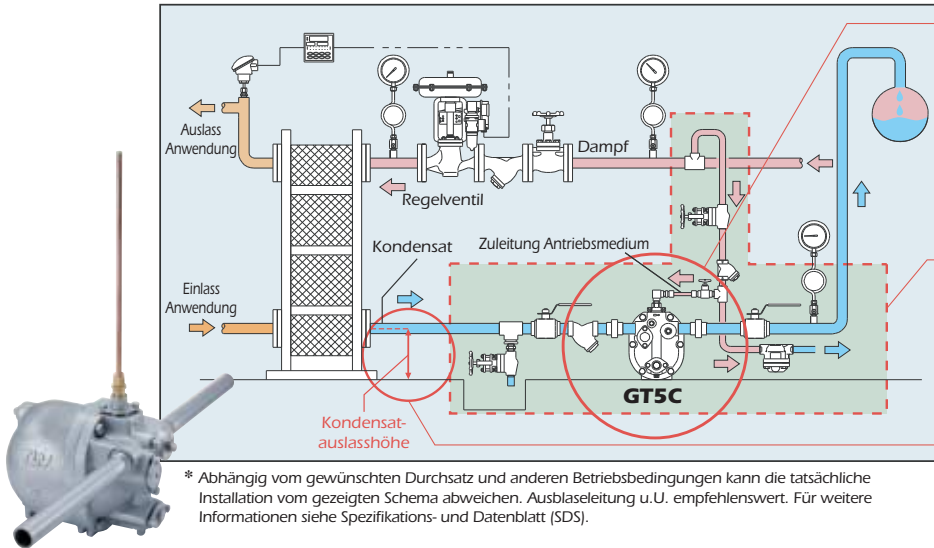 Auslass
Anwendung
Dampf
Regelventil
Kondensat
Zuleitung Antriebsmedium
Einlass
Anwendung
GT5C
Kondensat-
auslasshöhe
* Abhängig vom gewünschten Durchsatz und anderen Betriebsbedingungen kann die tatsächliche
Installation vom gezeigten Schema abweichen. Ausblaseleitung u.U. empfehlenswert. Für weitere
Informationen siehe Spezifikations- und Datenblatt (SDS).